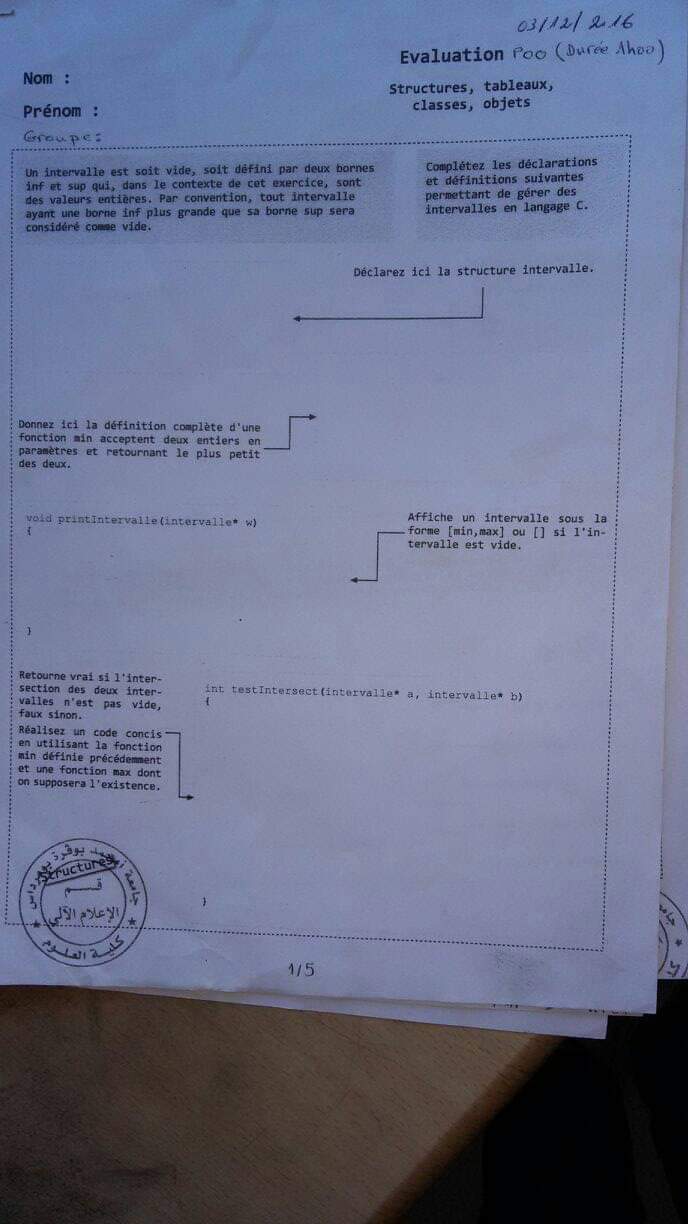 03/12/2016
Evaluation POO (Durée 1h00)
Nom :
Structures, tableaux,
classes, objets
Prénom :
Groupe:
Un intervalle est soit vide, soit défini par deux bornes
inf et sup qui, dans le contexte de cet exercice, sont
des valeurs entières. Par convention, tout intervalle
ayant une borne inf plus grande que sa borne sup sera
considéré comme vide.
Complétez les déclarations
et définitions suivantes
permettant de gérer des
intervalles en langage C.
Déclarez ici la structure intervalle.
Donnez ici la définition complète d'une
fonction min acceptent deux entiers en
paramètres et retournant le plus petit
des deux.
void printIntervalle(intervalle* w)
{
Affiche un intervalle sous la
forme [min,max] ou [] si l'in-
tervalle est vide.
}
Retourne vrai si l'inter-
section des deux inter-
valles n'est pas vide,
faux sinon.
Réalisez un code concis
en utilisant la fonction
min définie précédemment
et une fonction max dont
on supposera l'existence.
int testIntersect(intervalle* a, intervalle* b)
{
}
Structures
جامعة أمحمد بوقرة بومرداس
قسم
الإعلام الآلي
كلية العلوم
1/5